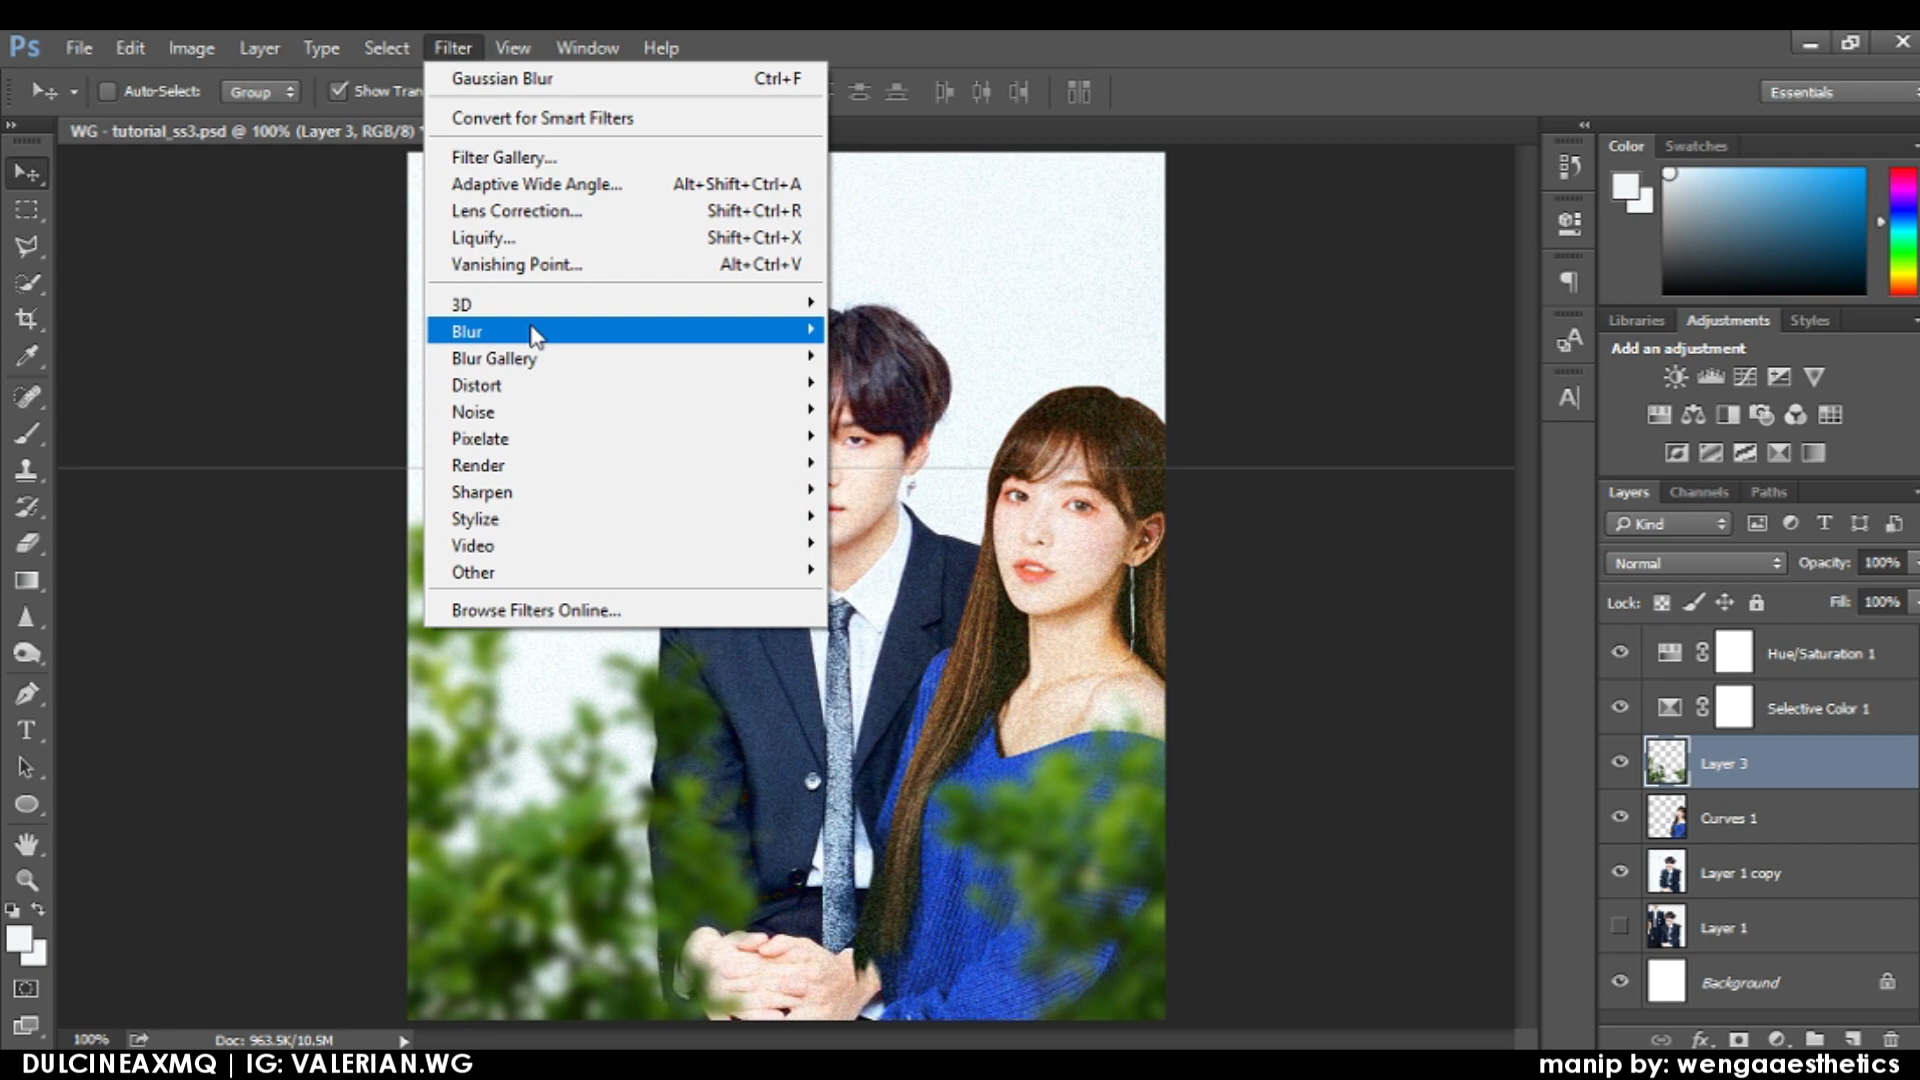 Ps File Edit Image Layer Type Select Filter View Window Help
Auto-Select: Group Show Tran Essentials
WG - tutorial_ss3.psd @ 100% (Layer 3, RGB/8) *
Gaussian Blur Ctrl+F
Convert for Smart Filters
Filter Gallery...
Adaptive Wide Angle... Alt+Shift+Ctrl+A
Lens Correction... Shift+Ctrl+R
Liquify... Shift+Ctrl+X
Vanishing Point... Alt+Ctrl+V
3D
Blur
Blur Gallery
Distort
Noise
Pixelate
Render
Sharpen
Stylize
Video
Other
Browse Filters Online...
Color Swatches
Libraries Adjustments Styles
Add an adjustment
Layers Channels Paths
Kind
Normal Opacity: 100%
Lock: Fill: 100%
Hue/Saturation 1
Selective Color 1
Layer 3
Curves 1
Layer 1 copy
Layer 1
Background
100% Doc: 963.5K/10.5M
DULCINEAXMQ | IG: VALERIAN.WG
manip by: wengaaesthetics